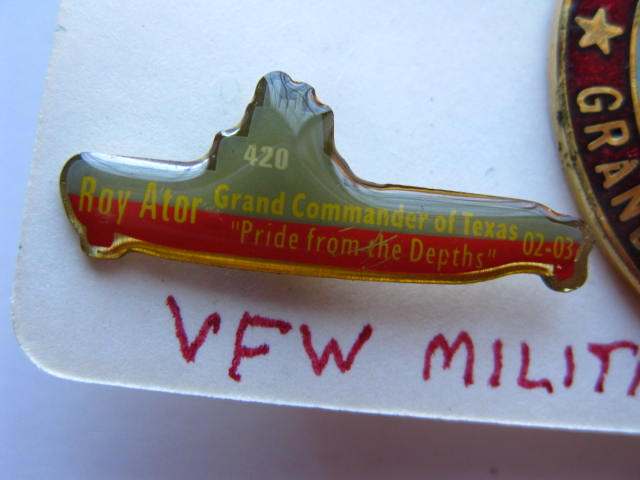 420
Roy Ator Grand Commander of Texas 02-03
"Pride from the Depths"
VFW MILIT
GRAN